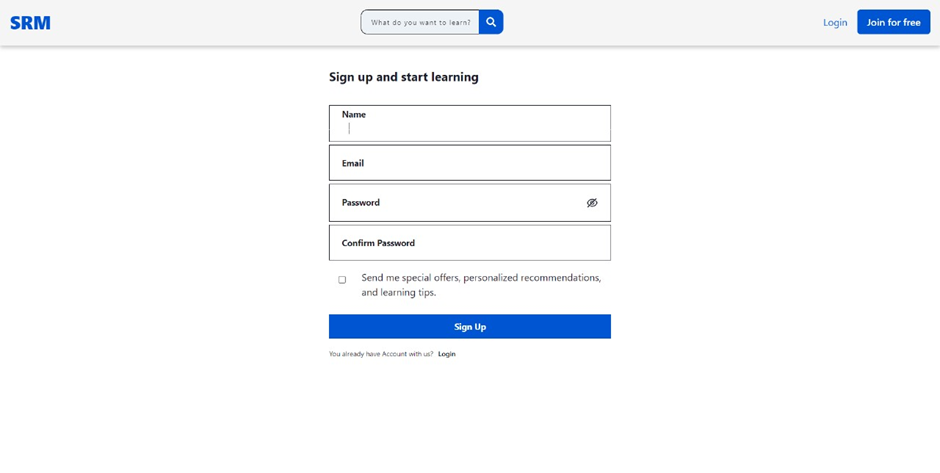 SRM
What do you want to learn?
Login
Join for free
Sign up and start learning
Name
Email
Password
Confirm Password
Send me special offers, personalized recommendations,
and learning tips.
Sign Up
You already have Account with us? Login